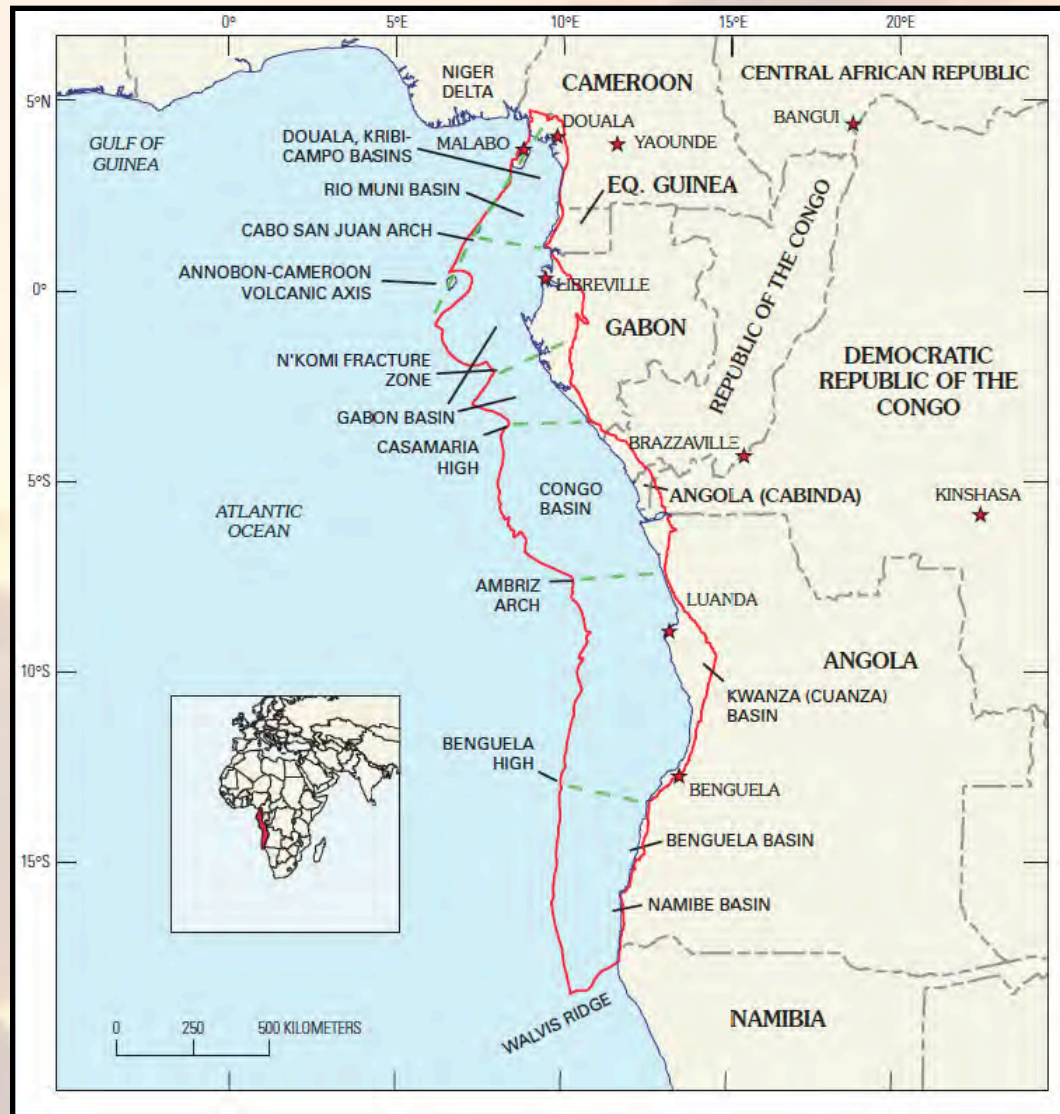 0°
5°E
10°E
15°E
20°E
5°N
0°
5°S
10°S
15°S
NIGER
DELTA
CAMEROON
CENTRAL AFRICAN REPUBLIC
GULF OF
GUINEA
DOUALA, KRIBI-
CAMPO BASINS
MALABO
DOUALA
YAOUNDE
BANGUI
RIO MUNI BASIN
EQ. GUINEA
CABO SAN JUAN ARCH
ANNOBON-CAMEROON
VOLCANIC AXIS
LIBREVILLE
GABON
REPUBLIC OF THE CONGO
N'KOMI FRACTURE
ZONE
DEMOCRATIC
REPUBLIC OF THE
CONGO
GABON BASIN
CASAMARIA
HIGH
BRAZZAVILLE
ATLANTIC
OCEAN
CONGO
BASIN
ANGOLA (CABINDA)
KINSHASA
AMBRIZ
ARCH
LUANDA
ANGOLA
KWANZA (CUANZA)
BASIN
BENGUELA
HIGH
BENGUELA
BENGUELA BASIN
NAMIBE BASIN
WALVIS RIDGE
NAMIBIA
0
250
500 KILOMETERS